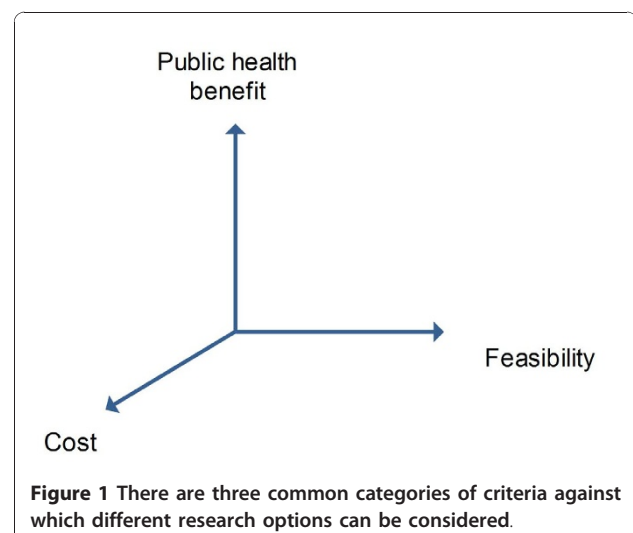 Public health
benefit
Feasibility
Cost
Figure 1 There are three common categories of criteria against
which different research options can be considered.